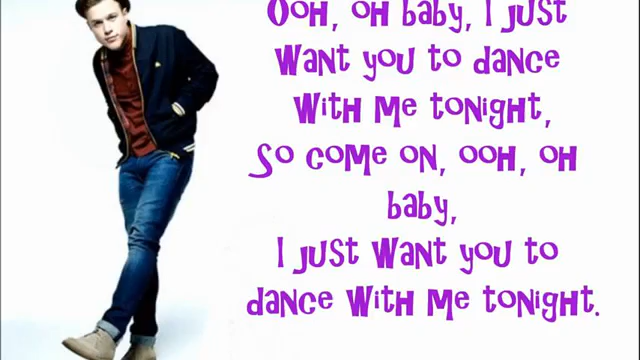 Ooh, oh baby, I just
want you to dance
with me tonight,
So come on, ooh, oh
baby,
I just want you to
dance with me tonight.